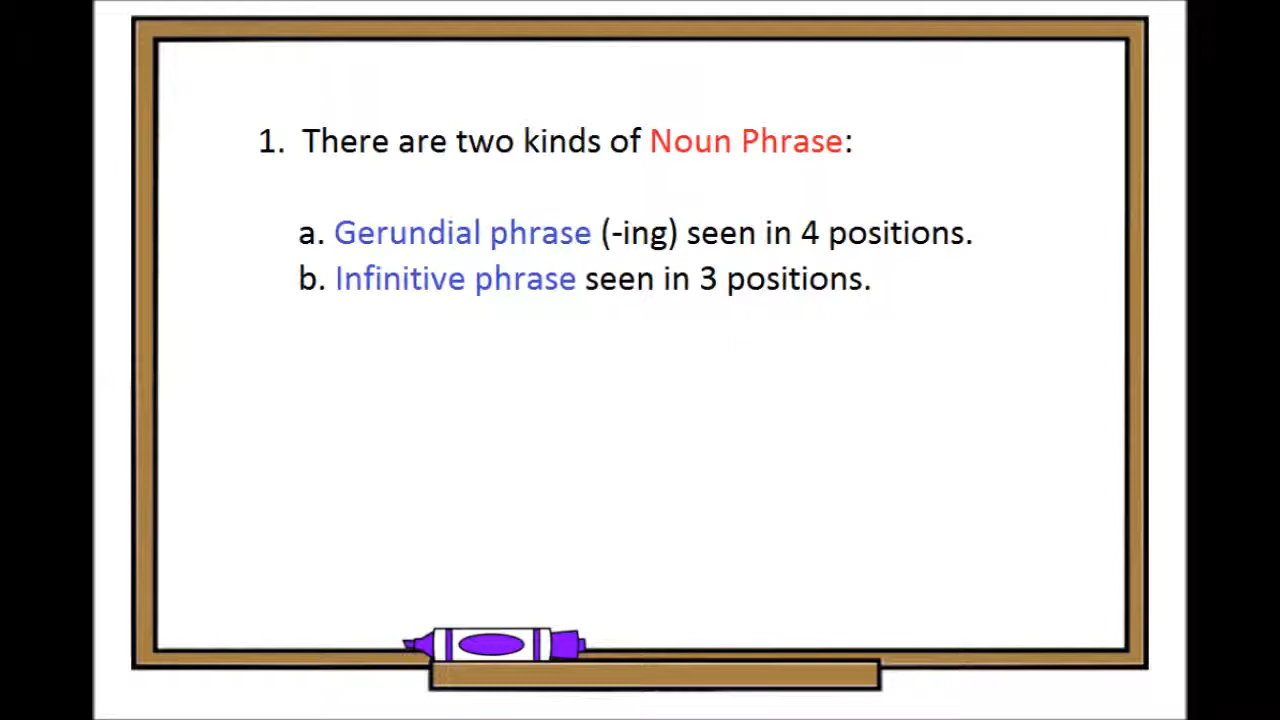 1. There are two kinds of Noun Phrase:
a. Gerundial phrase (-ing) seen in 4 positions.
b. Infinitive phrase seen in 3 positions.